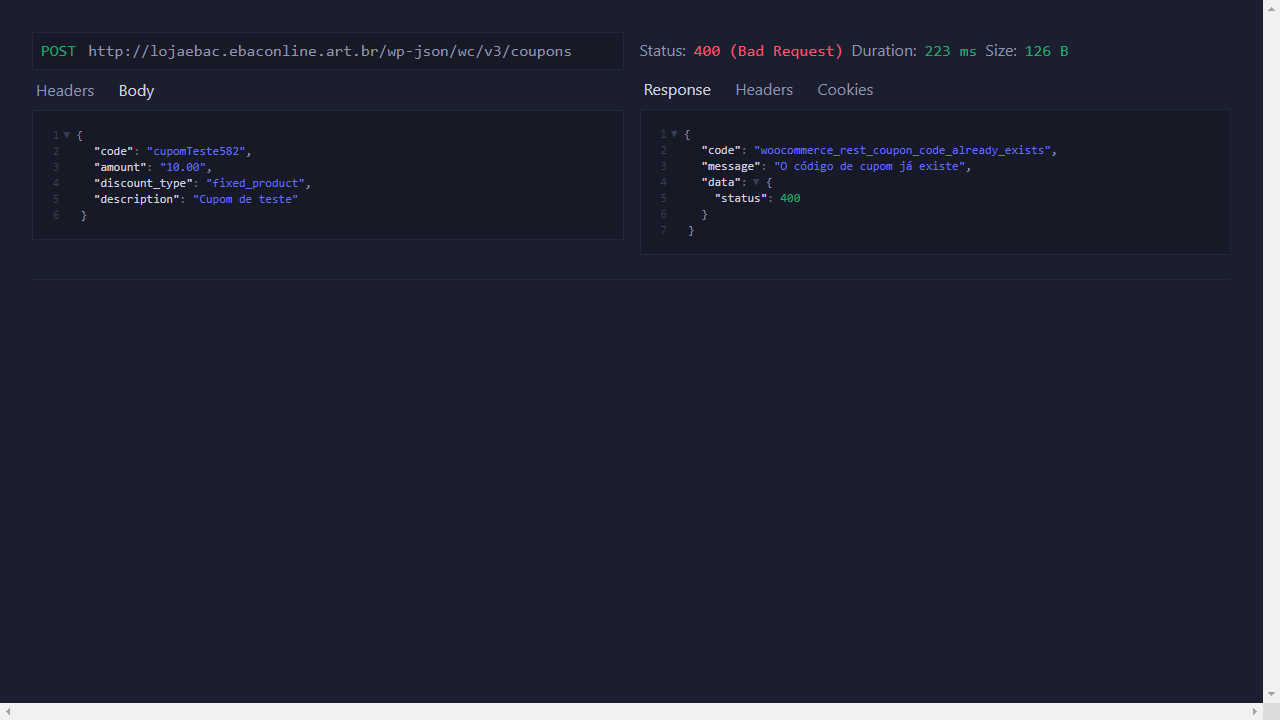 POST http://lojaebac.ebaconline.art.br/wp-json/wc/v3/coupons
Status: 400 (Bad Request) Duration: 223 ms Size: 126 B
Headers Body
1 {
2 "code": "cupomTeste582",
3 "amount": "10.00",
4 "discount_type": "fixed_product",
5 "description": "Cupom de teste"
6 }
Response Headers Cookies
1 {
2 "code": "woocommerce_rest_coupon_code_already_exists",
3 "message": "O código de cupom já existe",
4 "data": {
5 "status": 400
6 }
7 }